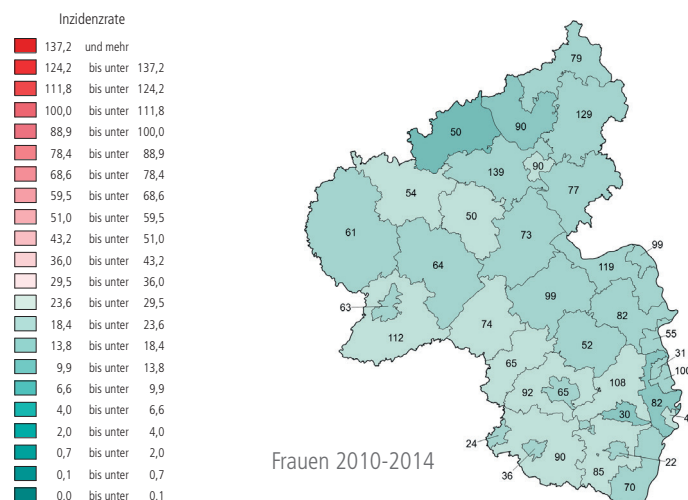 Inzidenzrate
137,2 und mehr
124,2 bis unter 137,2
111,8 bis unter 124,2
100,0 bis unter 111,8
88,9 bis unter 100,0
78,4 bis unter 88,9
68,6 bis unter 78,4
59,5 bis unter 68,6
51,0 bis unter 59,5
43,2 bis unter 51,0
36,0 bis unter 43,2
29,5 bis unter 36,0
23,6 bis unter 29,5
18,4 bis unter 23,6
13,8 bis unter 18,4
9,9 bis unter 13,8
6,6 bis unter 9,9
4,0 bis unter 6,6
2,0 bis unter 4,0
0,7 bis unter 2,0
0,1 bis unter 0,7
0,0 bis unter 0,1
79
129
90
50
139
90
77
54
50
61
73
64
99
119
63
99
82
112
74
55
52
31
65
100
108
92
65
82
30
24
36
90
85
22
70
Frauen 2010-2014